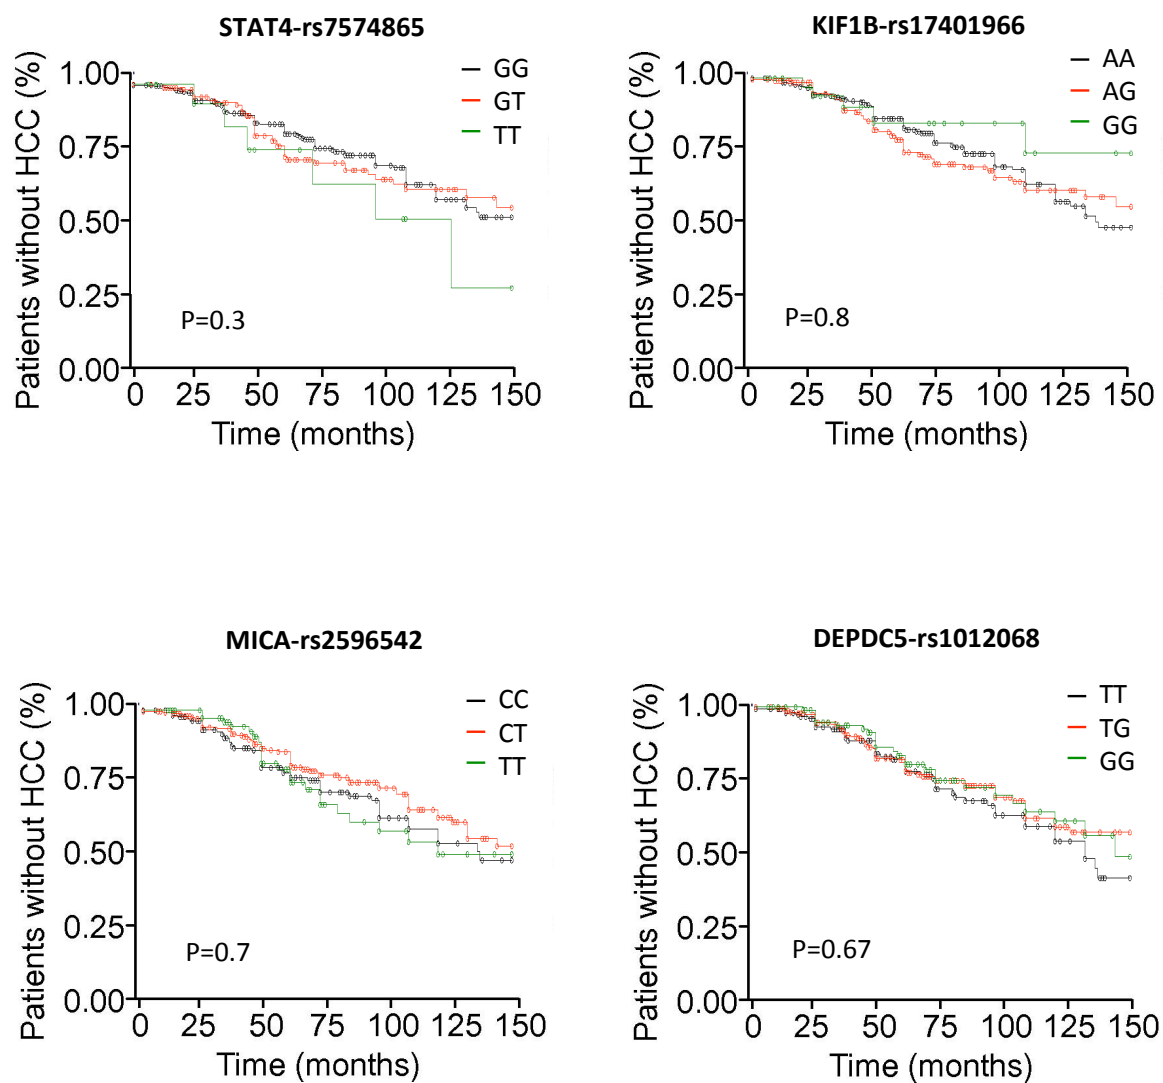 STAT4-rs7574865
Patients without HCC (%)
1.00
0.75
0.50
0.25
0.00
GG
GT
TT
P=0.3
0 25 50 75 100 125 150
Time (months)
KIF1B-rs17401966
Patients without HCC (%)
1.00
0.75
0.50
0.25
0.00
AA
AG
GG
P=0.8
0 25 50 75 100 125 150
Time (months)
MICA-rs2596542
Patients without HCC (%)
1.00
0.75
0.50
0.25
0.00
CC
CT
TT
P=0.7
0 25 50 75 100 125 150
Time (months)
DEPDC5-rs1012068
Patients without HCC (%)
1.00
0.75
0.50
0.25
0.00
TT
TG
GG
P=0.67
0 25 50 75 100 125 150
Time (months)